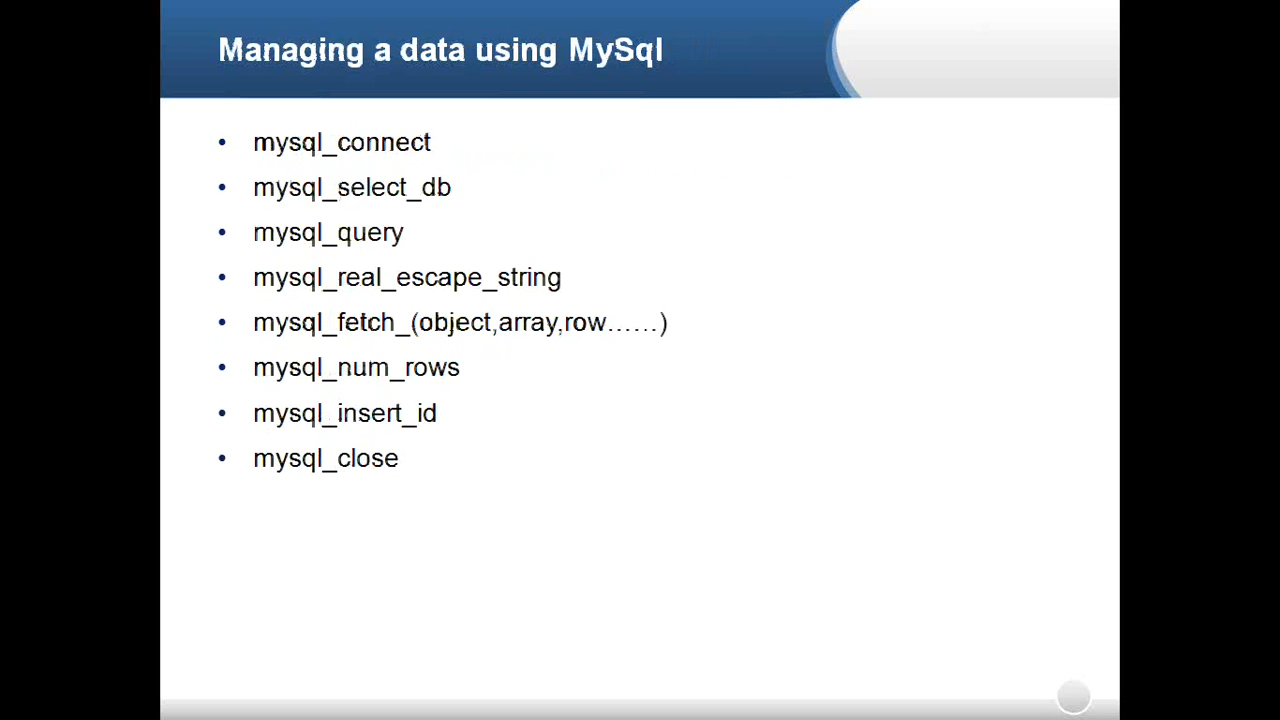 Managing a data using MySql
• mysql_connect
• mysql_select_db
• mysql_query
• mysql_real_escape_string
• mysql_fetch_(object,array,row……)
• mysql_num_rows
• mysql_insert_id
• mysql_close